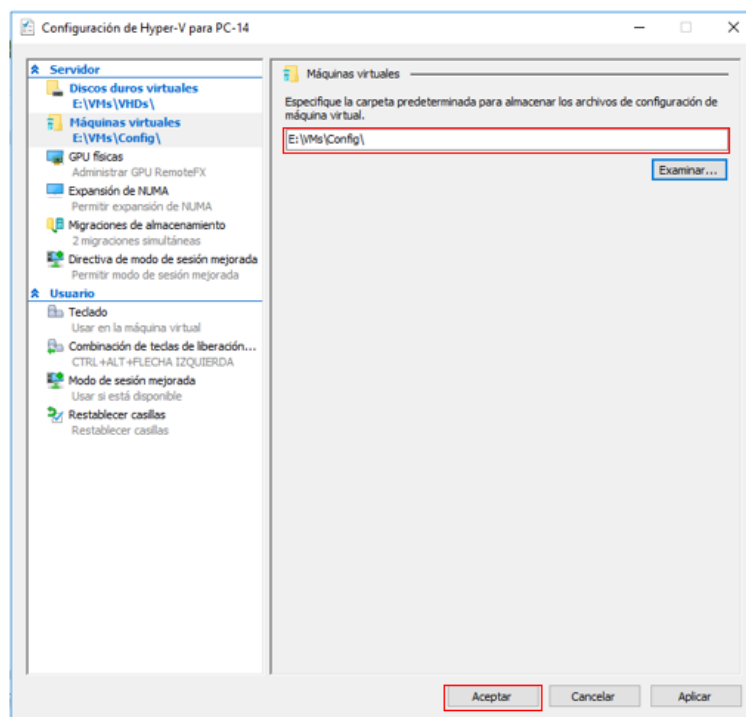 Configuración de Hyper-V para PC-14
Servidor
Discos duros virtuales
E:\VMs\VHDs\
Máquinas virtuales
E:\VMs\Config\
GPU físicas
Administrar GPU RemoteFX
Expansión de NUMA
Permitir expansión de NUMA
Migraciones de almacenamiento
2 migraciones simultáneas
Directiva de modo de sesión mejorada
Permitir modo de sesión mejorada
Usuario
Teclado
Usar en la máquina virtual
Combinación de teclas de liberación...
CTRL+ALT+FLECHA IZQUIERDA
Modo de sesión mejorada
Usar si está disponible
Restablecer casillas
Restablecer casillas
Máquinas virtuales
Especifique la carpeta predeterminada para almacenar los archivos de configuración de
máquina virtual.
E:\VMs\Config\
Examinar...
Aceptar
Cancelar
Aplicar